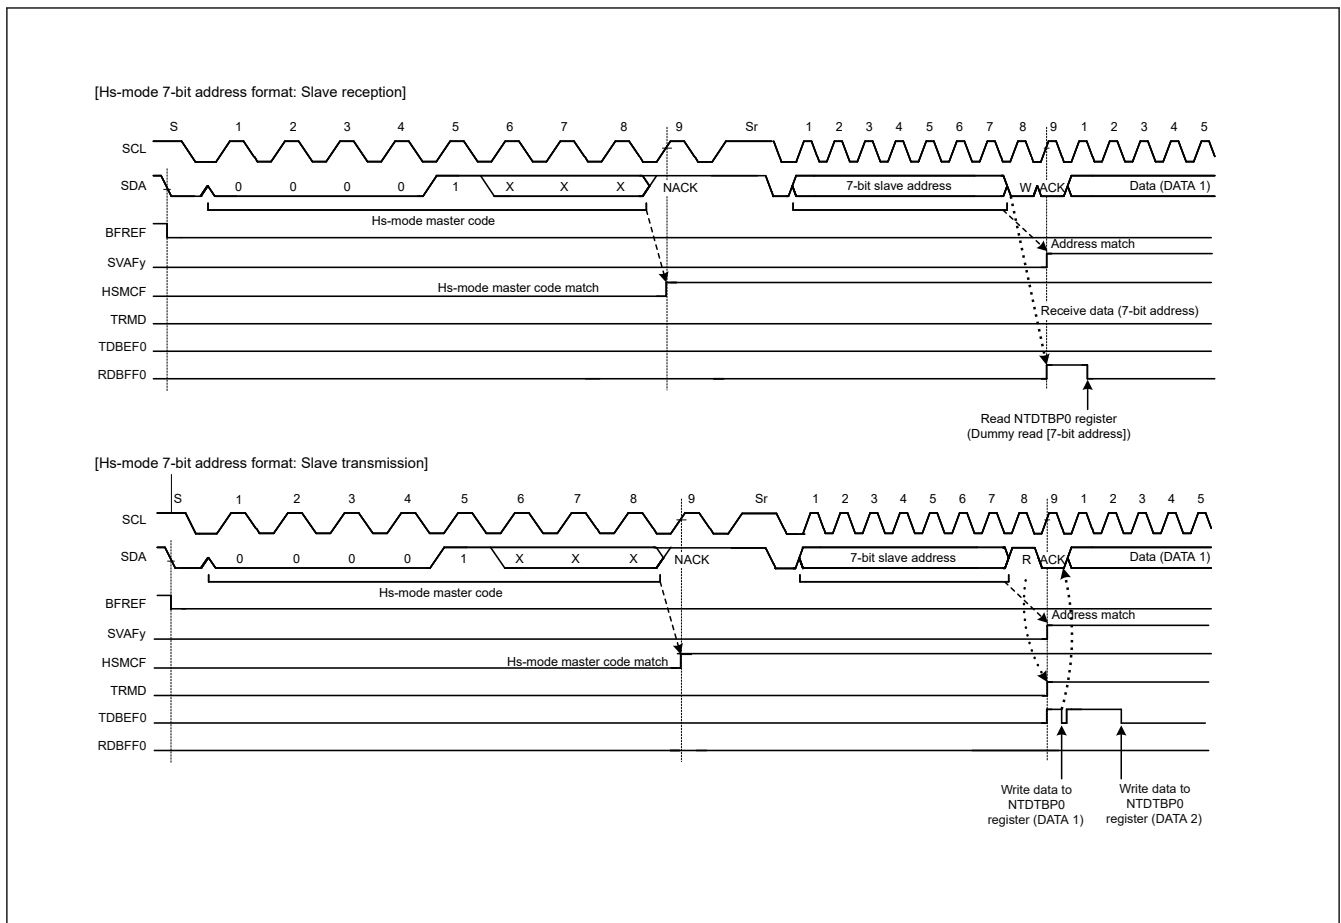 [Hs-mode 7-bit address format: Slave reception]
S 1 2 3 4 5 6 7 8 9 Sr 1 2 3 4 5 6 7 8 9 1 2 3 4 5
SCL
SDA 0 0 0 0 1 X X X NACK 7-bit slave address W ACK Data (DATA 1)
Hs-mode master code
BFREF
Address match
SVAFy
HSMCF Hs-mode master code match
Receive data (7-bit address)
TRMD
TDBEF0
RDBFF0
Read NTDTBP0 register
(Dummy read [7-bit address])
[Hs-mode 7-bit address format: Slave transmission]
S 1 2 3 4 5 6 7 8 9 Sr 1 2 3 4 5 6 7 8 9 1 2 3 4 5
SCL
SDA 0 0 0 0 1 X X X NACK 7-bit slave address R ACK Data (DATA 1)
Hs-mode master code
BFREF
Address match
SVAFy
HSMCF Hs-mode master code match
TRMD
TDBEF0
RDBFF0
Write data to
NTDTBP0
register (DATA 1)
Write data to
NTDTBP0
register (DATA 2)